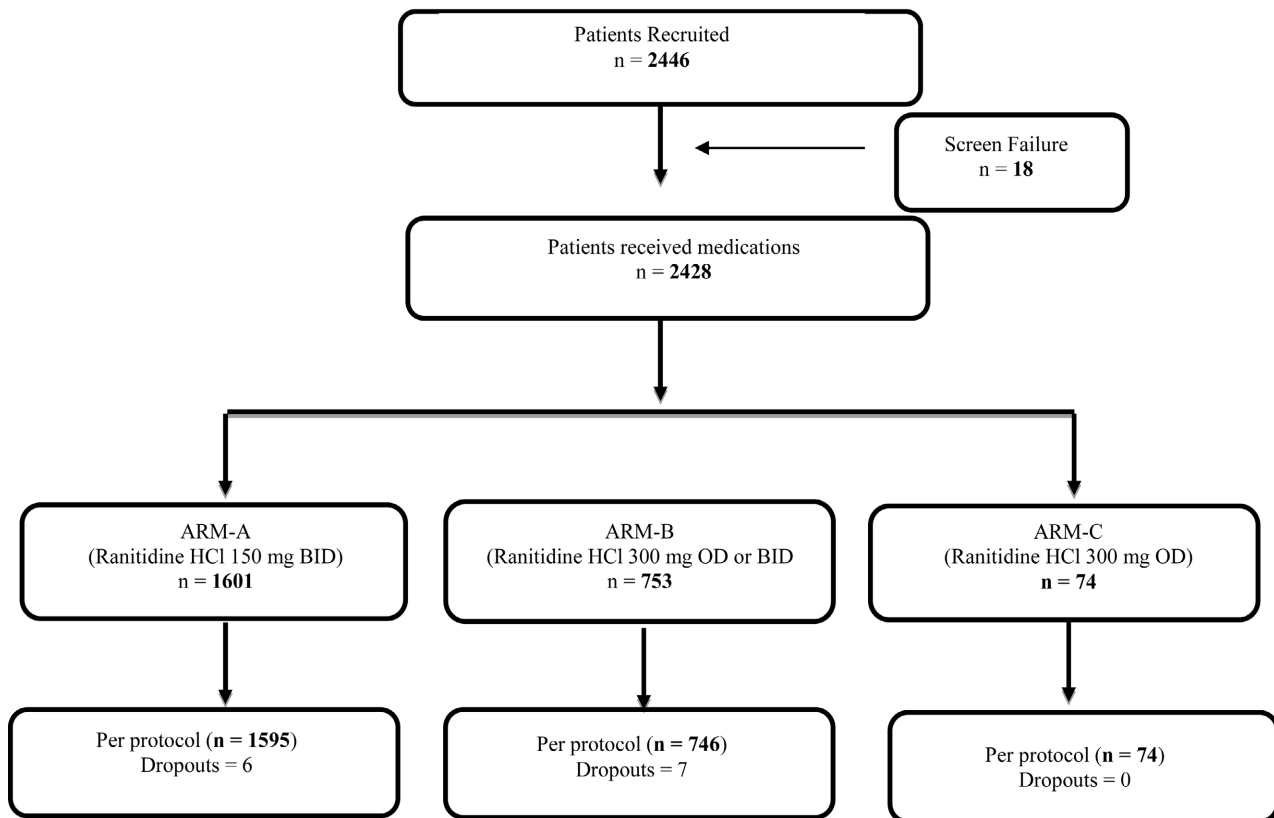 Patients Recruited
n = 2446
Screen Failure
n = 18
Patients received medications
n = 2428
ARM-A
(Ranitidine HCl 150 mg BID)
n = 1601
ARM-B
(Ranitidine HCl 300 mg OD or BID
n = 753
ARM-C
(Ranitidine HCl 300 mg OD)
n = 74
Per protocol (n = 1595)
Dropouts = 6
Per protocol (n = 746)
Dropouts = 7
Per protocol (n = 74)
Dropouts = 0